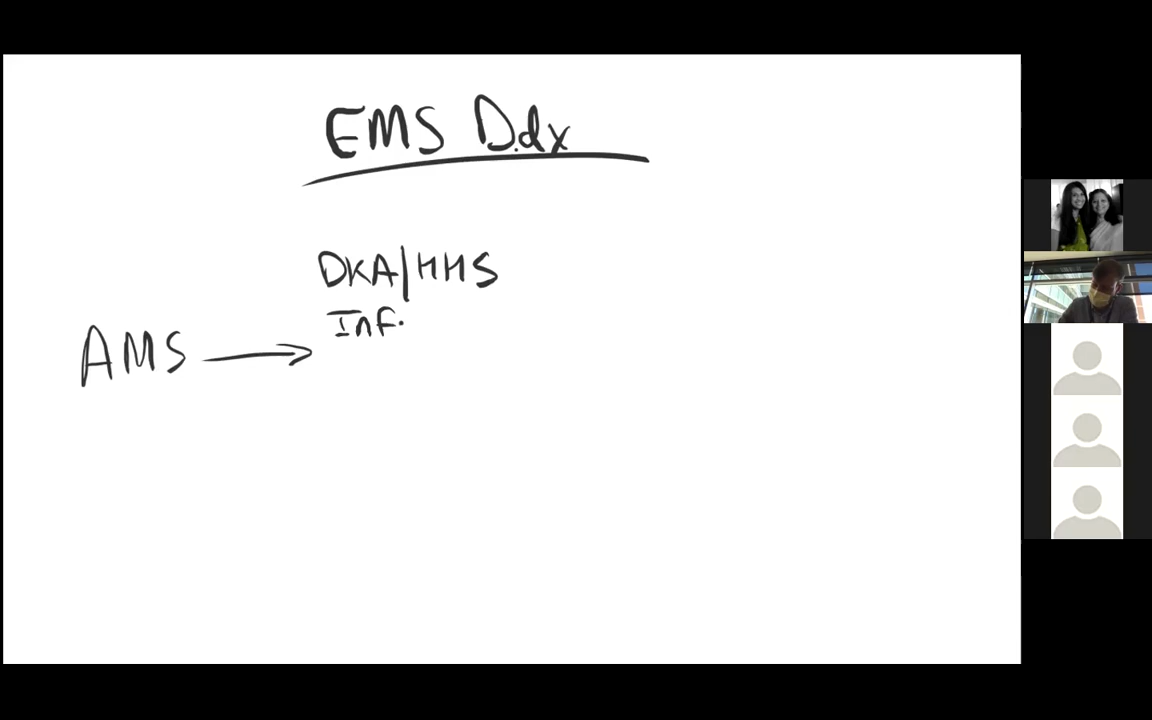 EMS D.dx
DKA/HHS
Inf.
AMS →